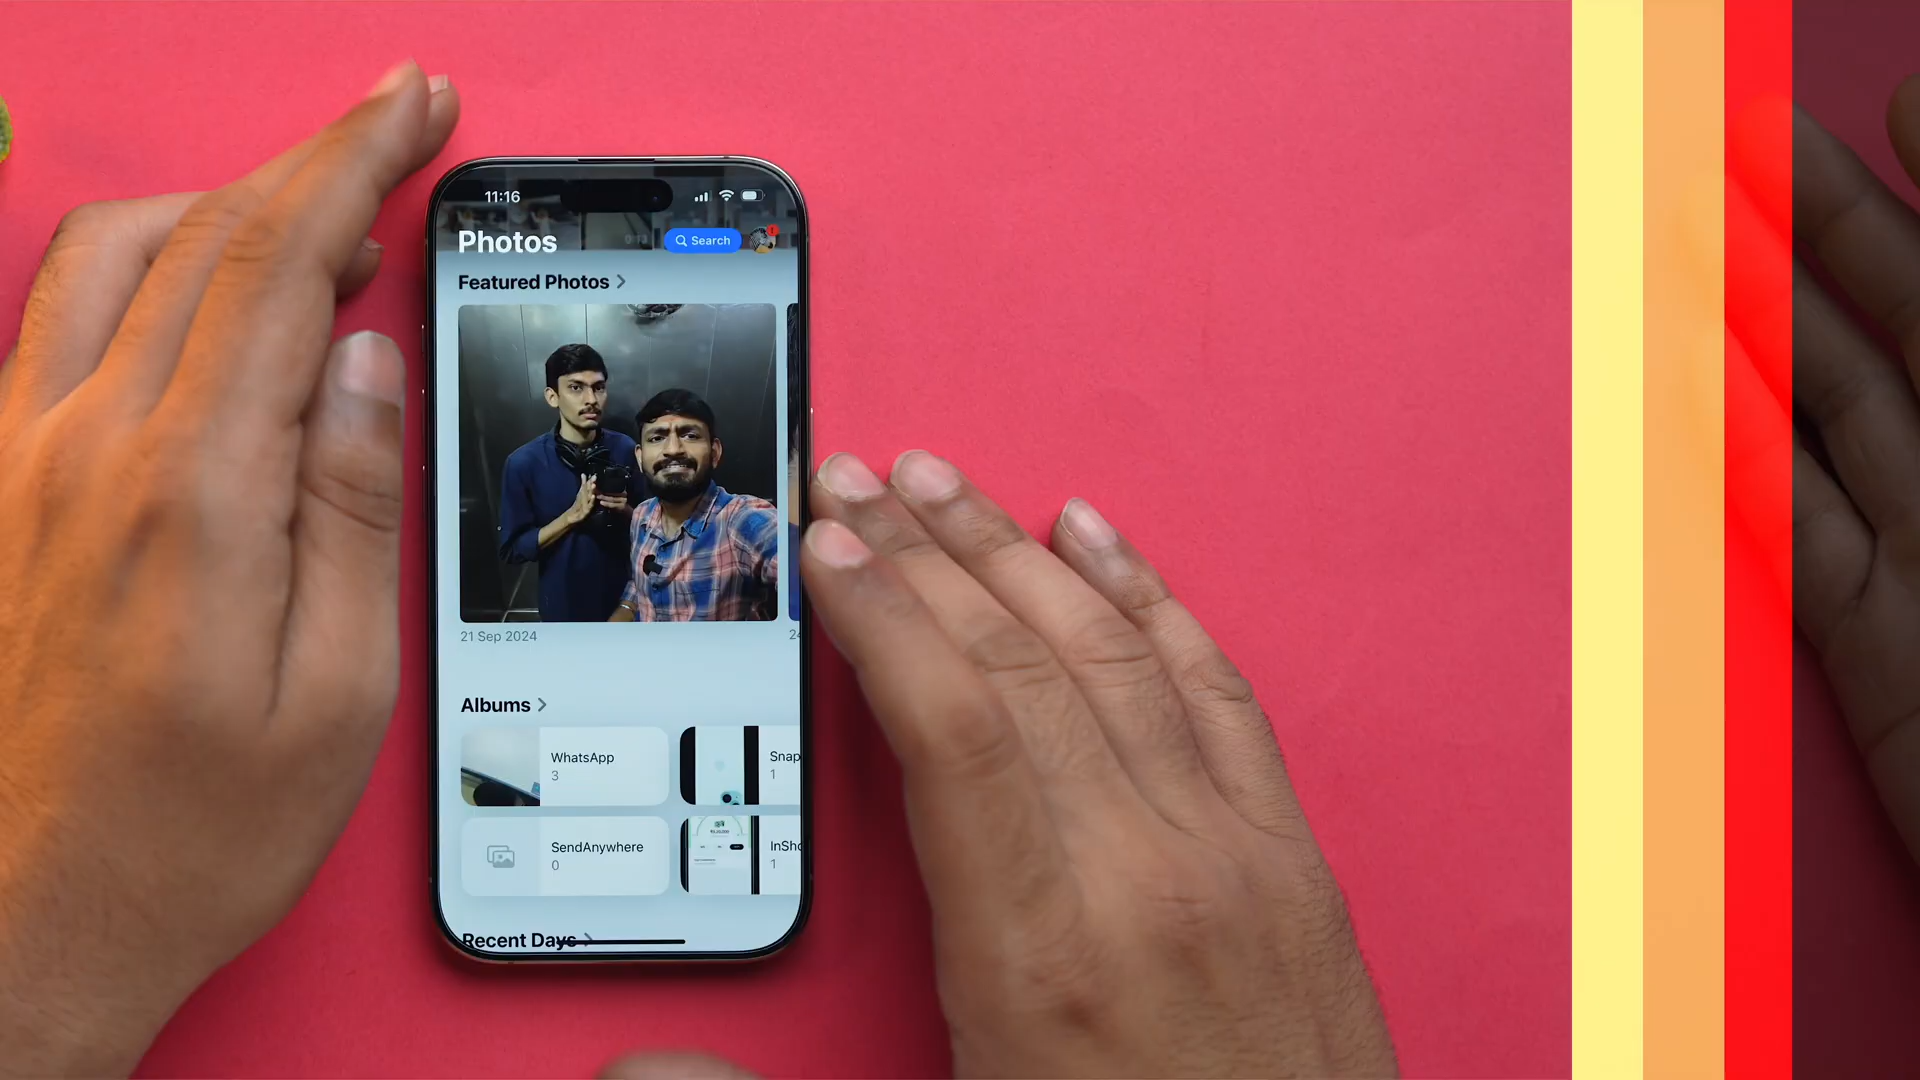 11:16
Photos
Search
Featured Photos
21 Sep 2024
24
Albums
WhatsApp
3
Snap
1
SendAnywhere
0
InSho
1
Recent Days